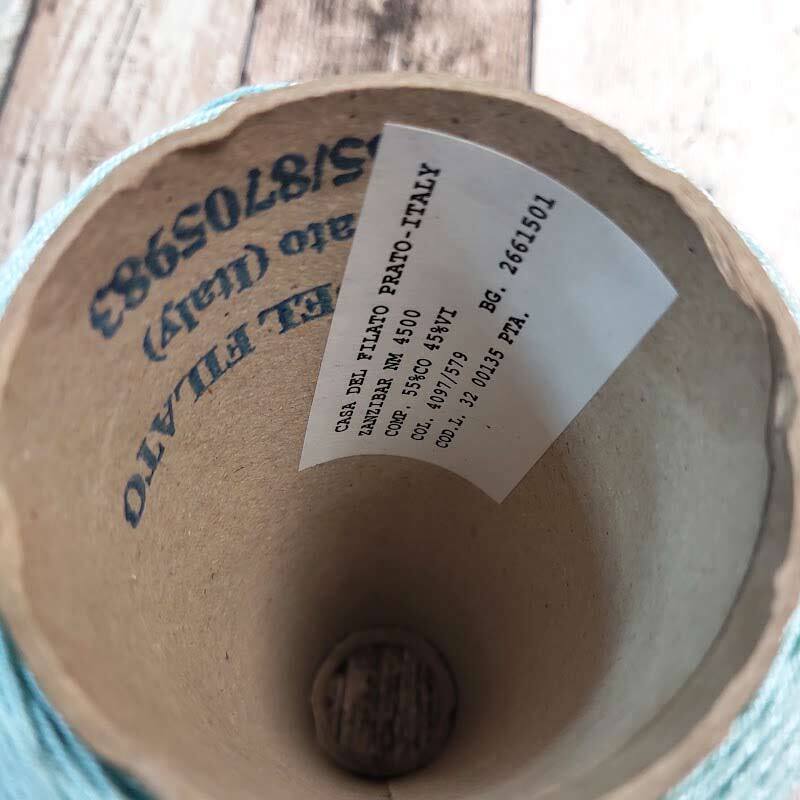 CASA DEL FILATO PRATO-ITALY
ZANZIBAR NM 4500
COMP. 55%CO 45%VI
COL. 4097/579 BG. 2661501
COD.L. 32 00135 PTA.
EL FILATO
ato (Italy)
5/8705983